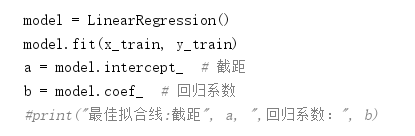 model = LinearRegression()
model.fit(x_train, y_train)
a = model.intercept_  # 截距
b = model.coef_  # 回归系数
#print("最佳拟合线:截距", a, ",回归系数：", b)